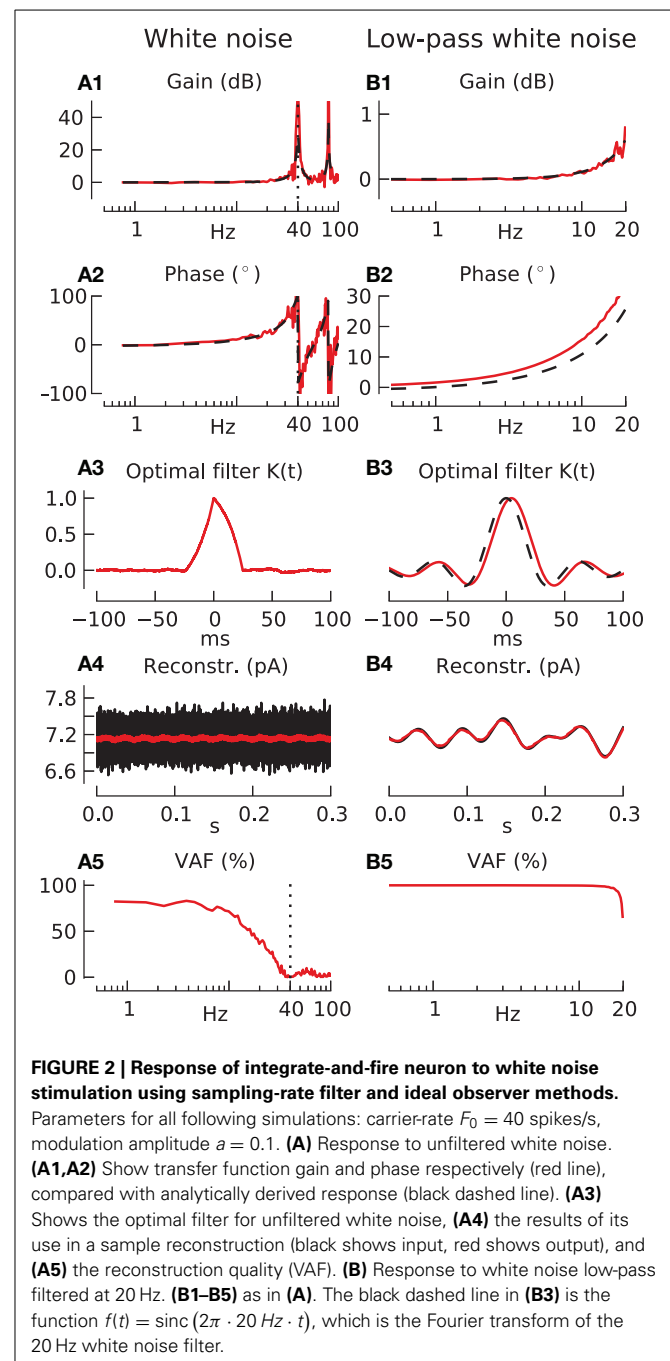 White noise
Low-pass white noise
A1
Gain (dB)
40
20
0
1
Hz
40
100
B1
Gain (dB)
1
0
1
Hz
10
20
A2
Phase (°)
100
0
−100
1
Hz
40
100
B2
Phase (°)
30
20
10
0
1
Hz
10
20
A3
Optimal filter K(t)
1.0
0.5
0.0
−100
−50
0
50
100
ms
B3
Optimal filter K(t)
−100
−50
0
50
100
ms
A4
Reconstr. (pA)
7.8
7.2
6.6
0.0
0.1
0.2
0.3
s
B4
Reconstr. (pA)
0.0
0.1
0.2
0.3
s
A5
VAF (%)
100
50
0
1
Hz
40
100
B5
VAF (%)
1
Hz
10
20
FIGURE 2 | Response of integrate-and-fire neuron to white noise
stimulation using sampling-rate filter and ideal observer methods.
Parameters for all following simulations: carrier-rate F₀ = 40 spikes/s,
modulation amplitude a = 0.1. (A) Response to unfiltered white noise.
(A1,A2) Show transfer function gain and phase respectively (red line),
compared with analytically derived response (black dashed line). (A3)
Shows the optimal filter for unfiltered white noise, (A4) the results of its
use in a sample reconstruction (black shows input, red shows output), and
(A5) the reconstruction quality (VAF). (B) Response to white noise low-pass
filtered at 20 Hz. (B1–B5) as in (A). The black dashed line in (B3) is the
function f(t) = sinc (2π · 20 Hz · t), which is the Fourier transform of the
20 Hz white noise filter.